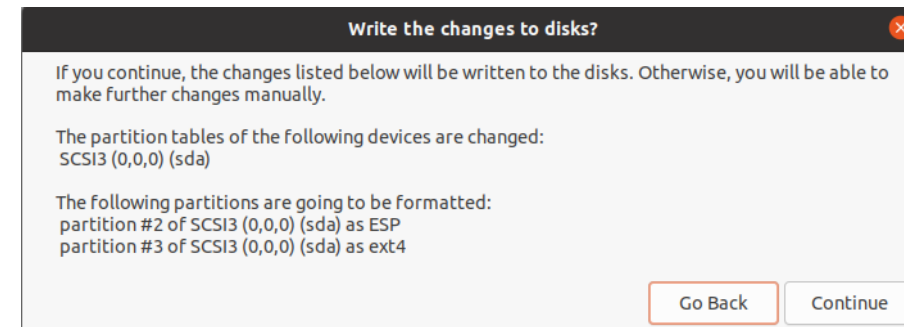 Write the changes to disks?
If you continue, the changes listed below will be written to the disks. Otherwise, you will be able to
make further changes manually.
The partition tables of the following devices are changed:
SCSI3 (0,0,0) (sda)
The following partitions are going to be formatted:
partition #2 of SCSI3 (0,0,0) (sda) as ESP
partition #3 of SCSI3 (0,0,0) (sda) as ext4
Go Back
Continue